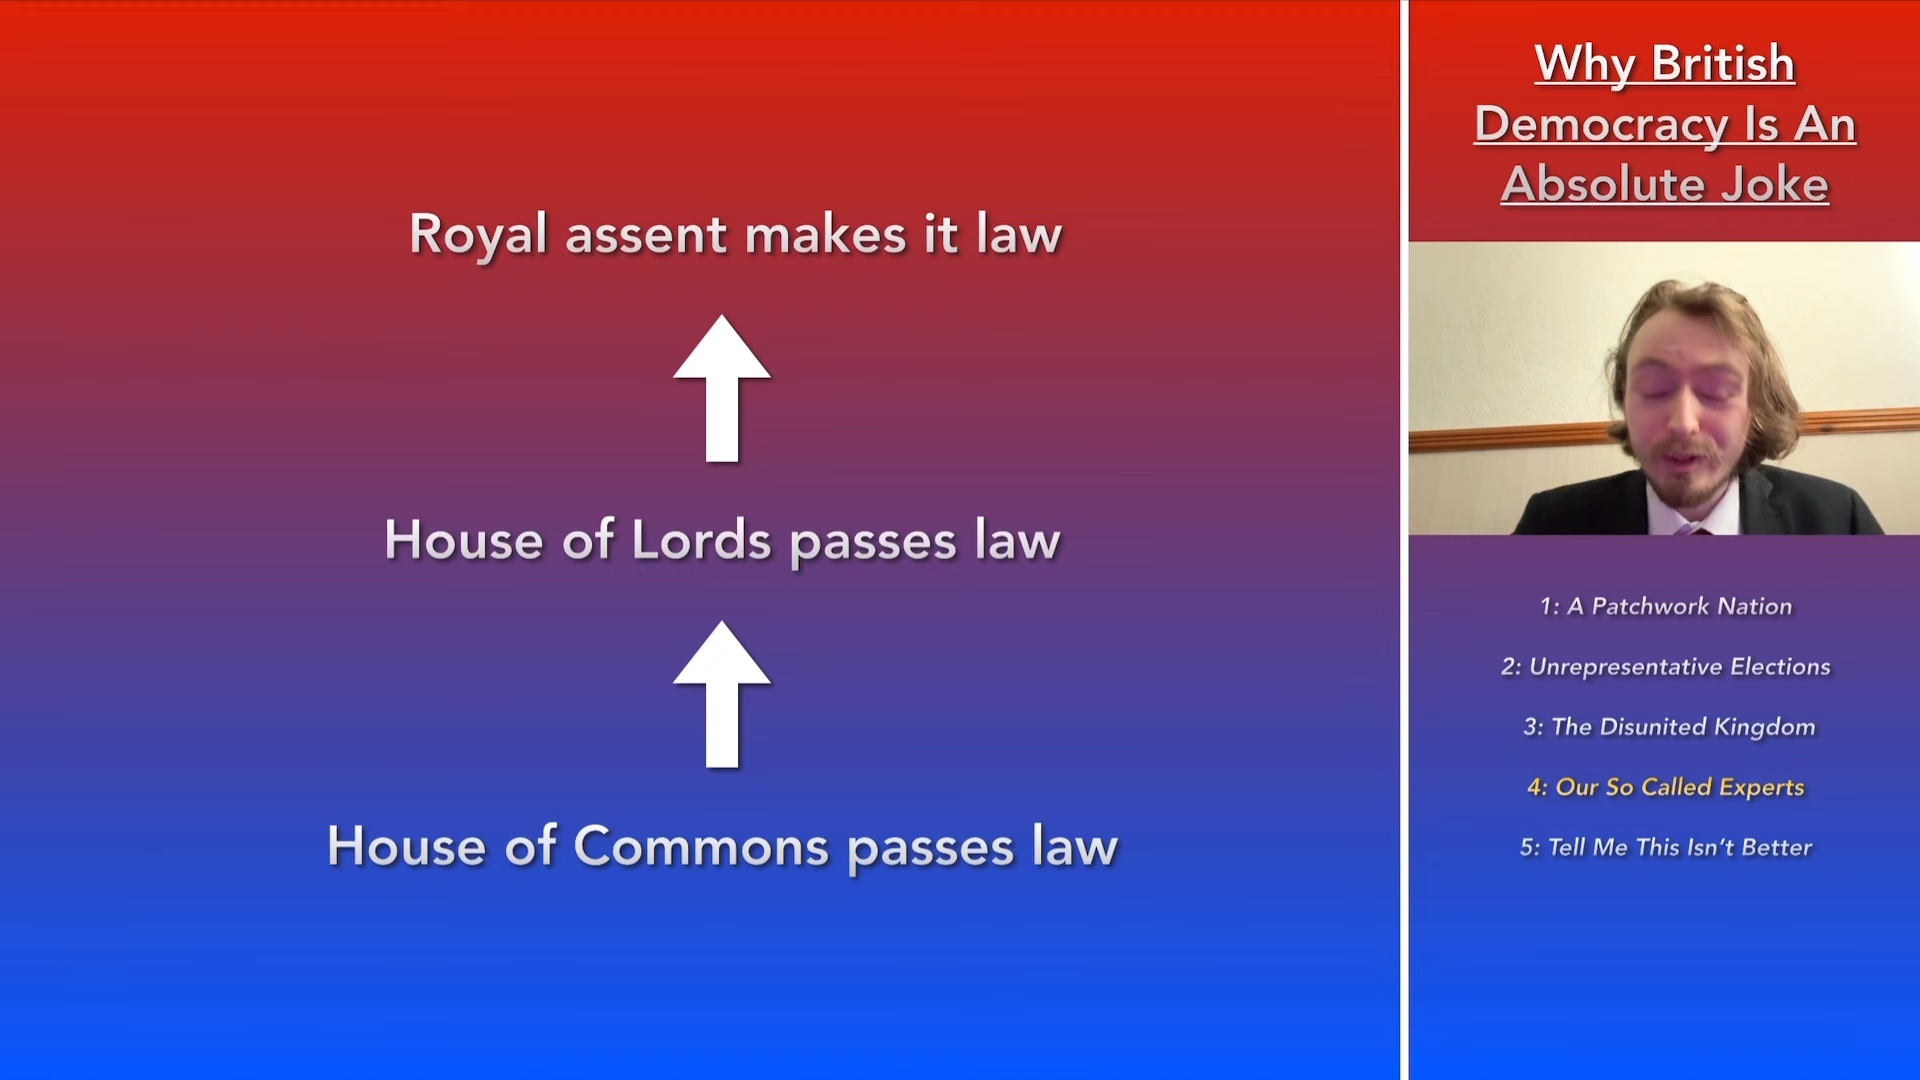 Royal assent makes it law
House of Lords passes law
House of Commons passes law
Why British
Democracy Is An
Absolute Joke
1: A Patchwork Nation
2: Unrepresentative Elections
3: The Disunited Kingdom
4: Our So Called Experts
5: Tell Me This Isn’t Better